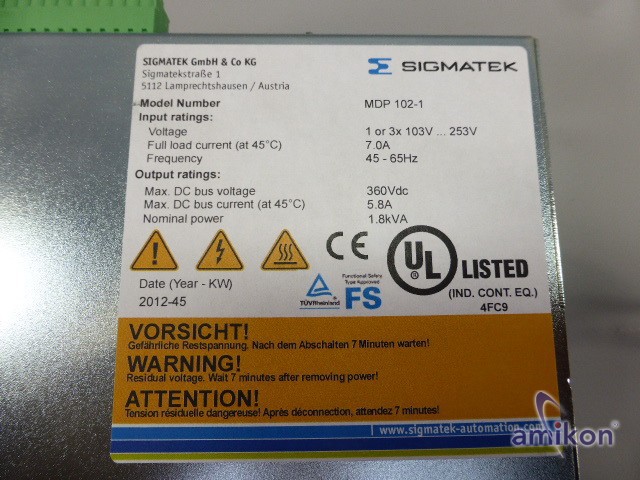 SIGMATEK GmbH & Co KG
Sigmatekstraße 1
5112 Lamprechtshausen / Austria
SIGMATEK
Model Number MDP 102-1
Input ratings:
Voltage 1 or 3x 103V ... 253V
Full load current (at 45°C) 7.0A
Frequency 45 - 65Hz
Output ratings:
Max. DC bus voltage 360Vdc
Max. DC bus current (at 45°C) 5.8A
Nominal power 1.8kVA
CE
UL LISTED
(IND. CONT. EQ.)
4FC9
TÜVRheinland
Functional Safety
Type Approved
FS
Date (Year - KW)
2012-45
VORSICHT!
Gefährliche Restspannung. Nach dem Abschalten 7 Minuten warten!
WARNING!
Residual voltage. Wait 7 minutes after removing power!
ATTENTION!
Tension résiduelle dangereuse! Après déconnection, attendez 7 minutes!
www.sigmatek-automation.com
amikon®